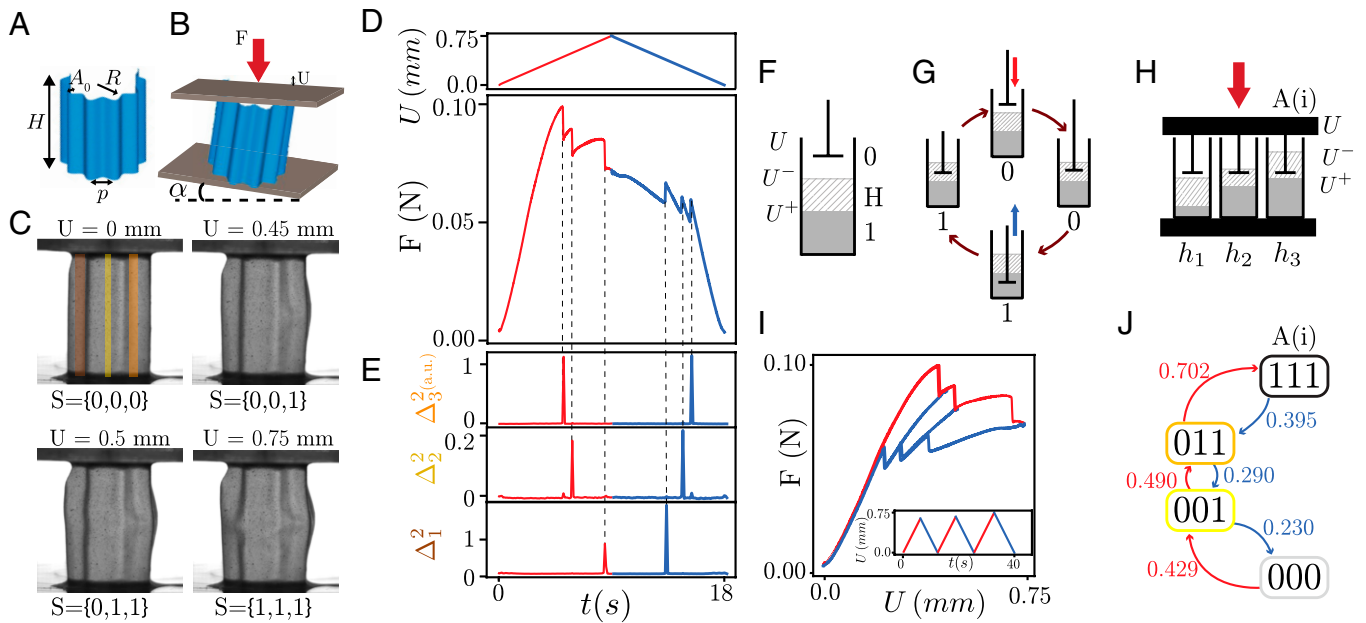 A
H
A₀
R
p
B
F
U
α
C
U = 0 mm
U = 0.45 mm
S={0,0,0}
S={0,0,1}
U = 0.5 mm
U = 0.75 mm
S={0,1,1}
S={1,1,1}
D
U (mm)
0.75
0.0
F (N)
0.10
0.05
0.00
E
Δ₃² (a.u.)
1
0
Δ₂²
0.2
0
Δ₁²
1
0
0
t(s)
18
F
U
0
U⁻
H
U⁺
1
G
0
1
0
1
H
A(i)
U
U⁻
U⁺
h₁
h₂
h₃
I
F (N)
0.10
0.00
U (mm)
0.75
0.0
0
t(s)
40
0.0
U (mm)
0.75
J
A(i)
0.702
111
0.395
011
0.490
0.290
001
0.230
0.429
000